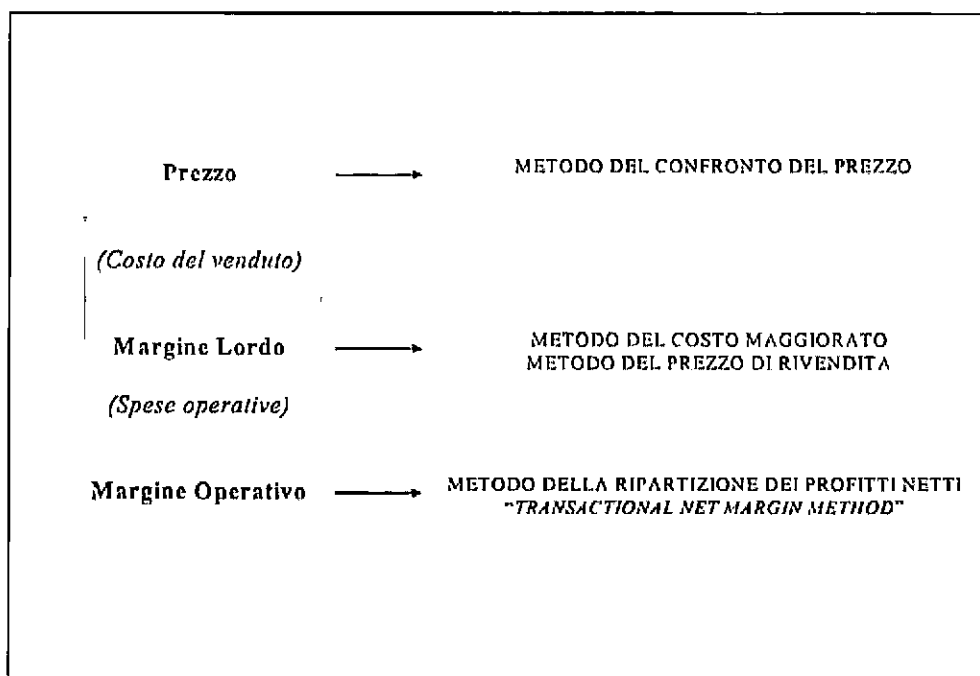 Prezzo METODO DEL CONFRONTO DEL PREZZO
(Costo del venduto)
Margine Lordo METODO DEL COSTO MAGGIORATO
METODO DEL PREZZO DI RIVENDITA
(Spese operative)
Margine Operativo METODO DELLA RIPARTIZIONE DEI PROFITTI NETTI
"TRANSACTIONAL NET MARGIN METHOD"